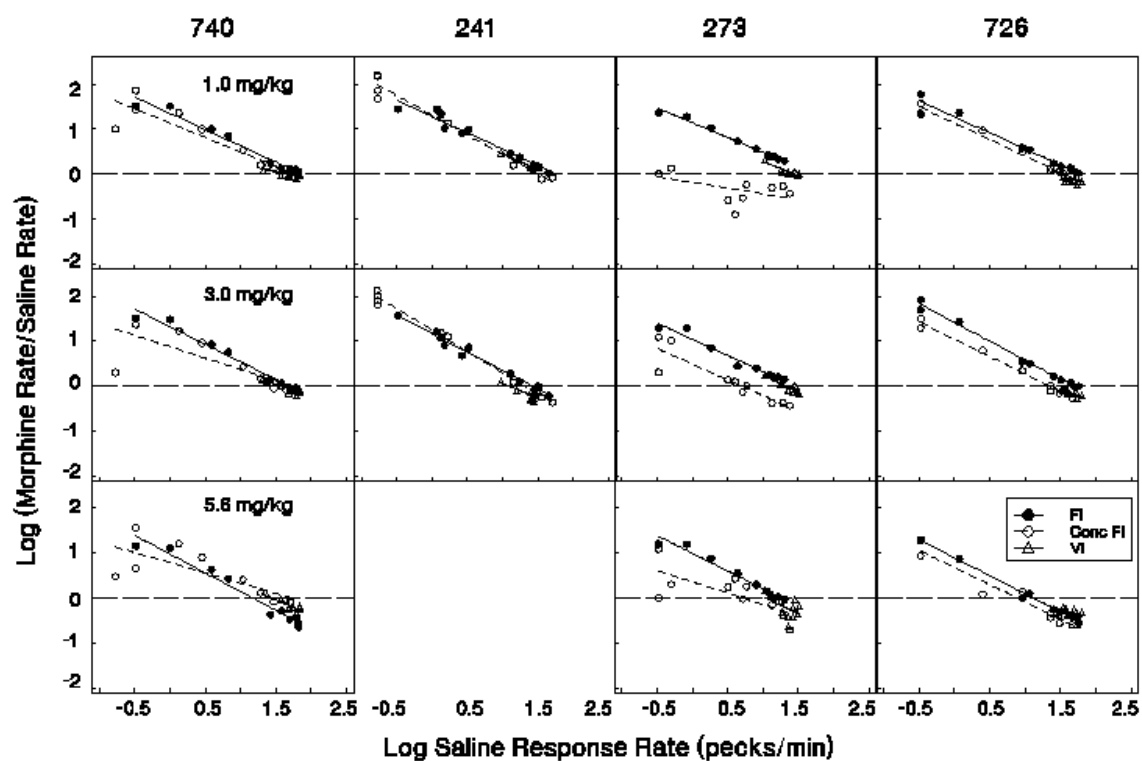 740 241 273 726
1.0 mg/kg
2
1
0
-1
-2
3.0 mg/kg
2
1
0
-1
-2
5.6 mg/kg
2
1
0
-1
-2
FI
Conc FI
VI
-0.5 0.5 1.5 2.5 -0.5 0.5 1.5 2.5 -0.5 0.5 1.5 2.5 -0.5 0.5 1.5 2.5
Log Saline Response Rate (pecks/min)
Log (Morphine Rate/Saline Rate)